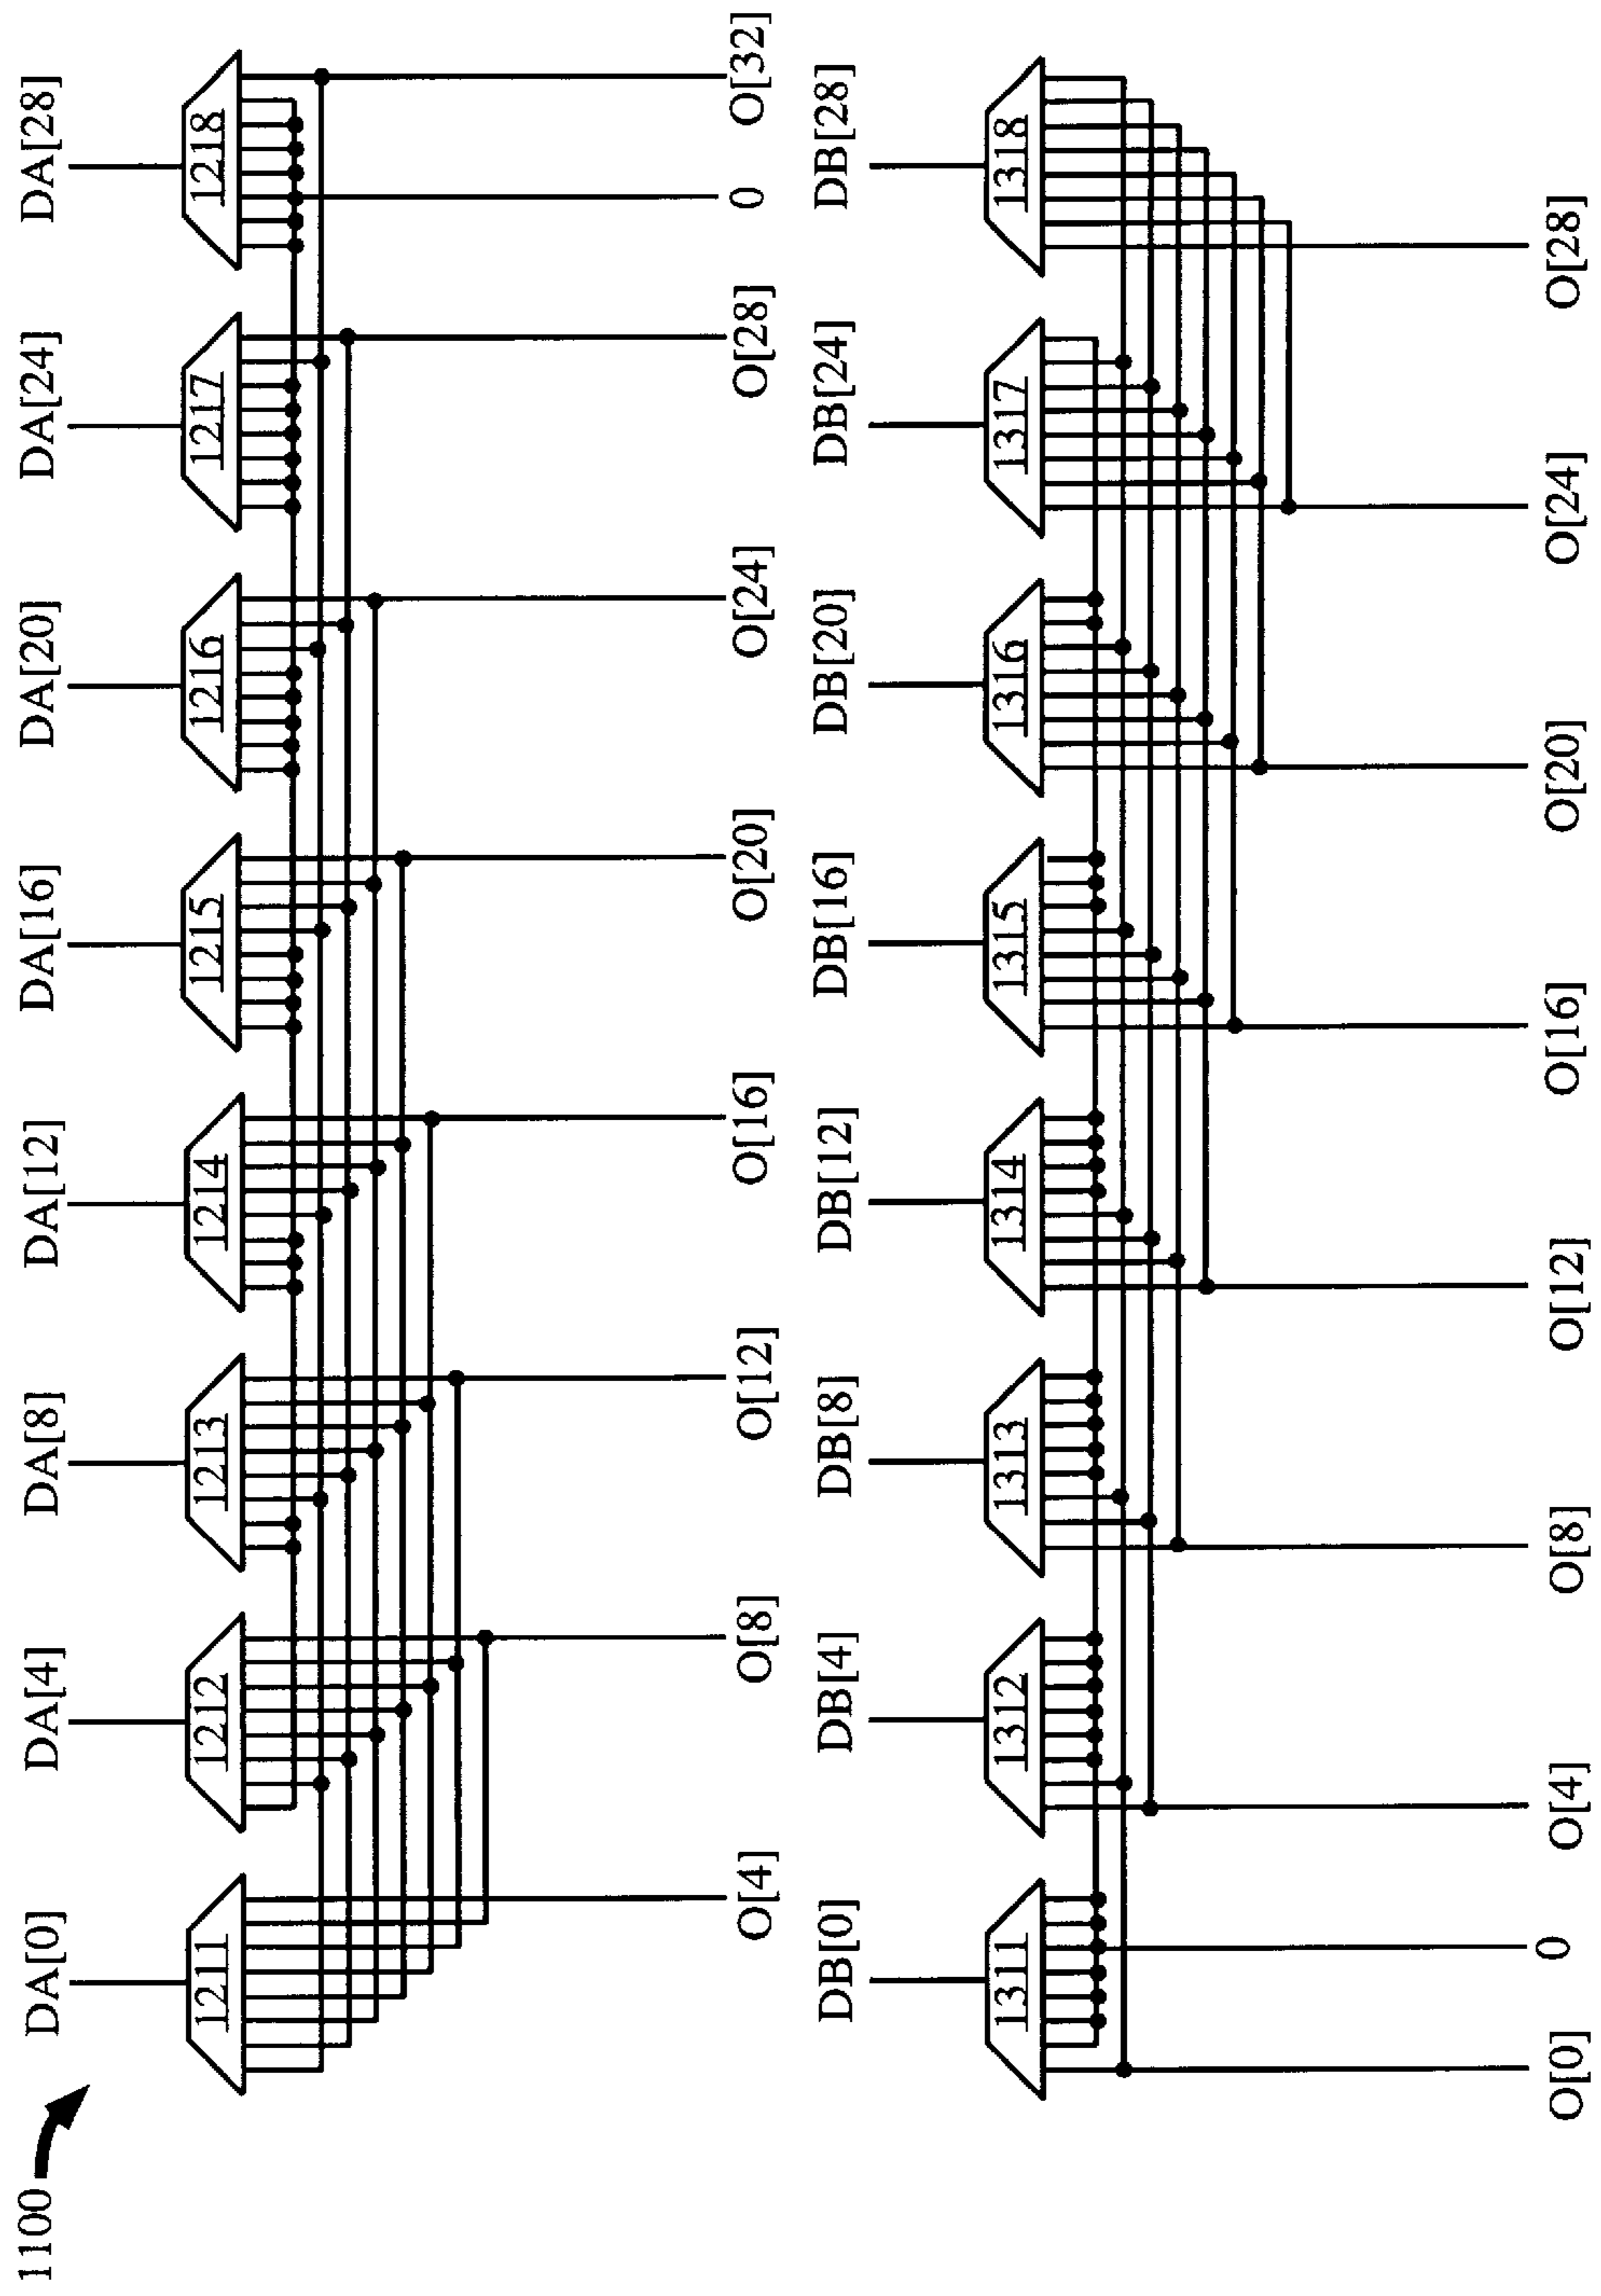 1100
DA[0] DA[4] DA[8] DA[12] DA[16] DA[20] DA[24] DA[28]
1211 1212 1213 1214 1215 1216 1217 1218
O[4] O[8] O[12] O[16] O[20] O[24] O[28] 0 O[32]
DB[0] DB[4] DB[8] DB[12] DB[16] DB[20] DB[24] DB[28]
1311 1312 1313 1314 1315 1316 1317 1318
O[0] 0 O[4] O[8] O[12] O[16] O[20] O[24] O[28]